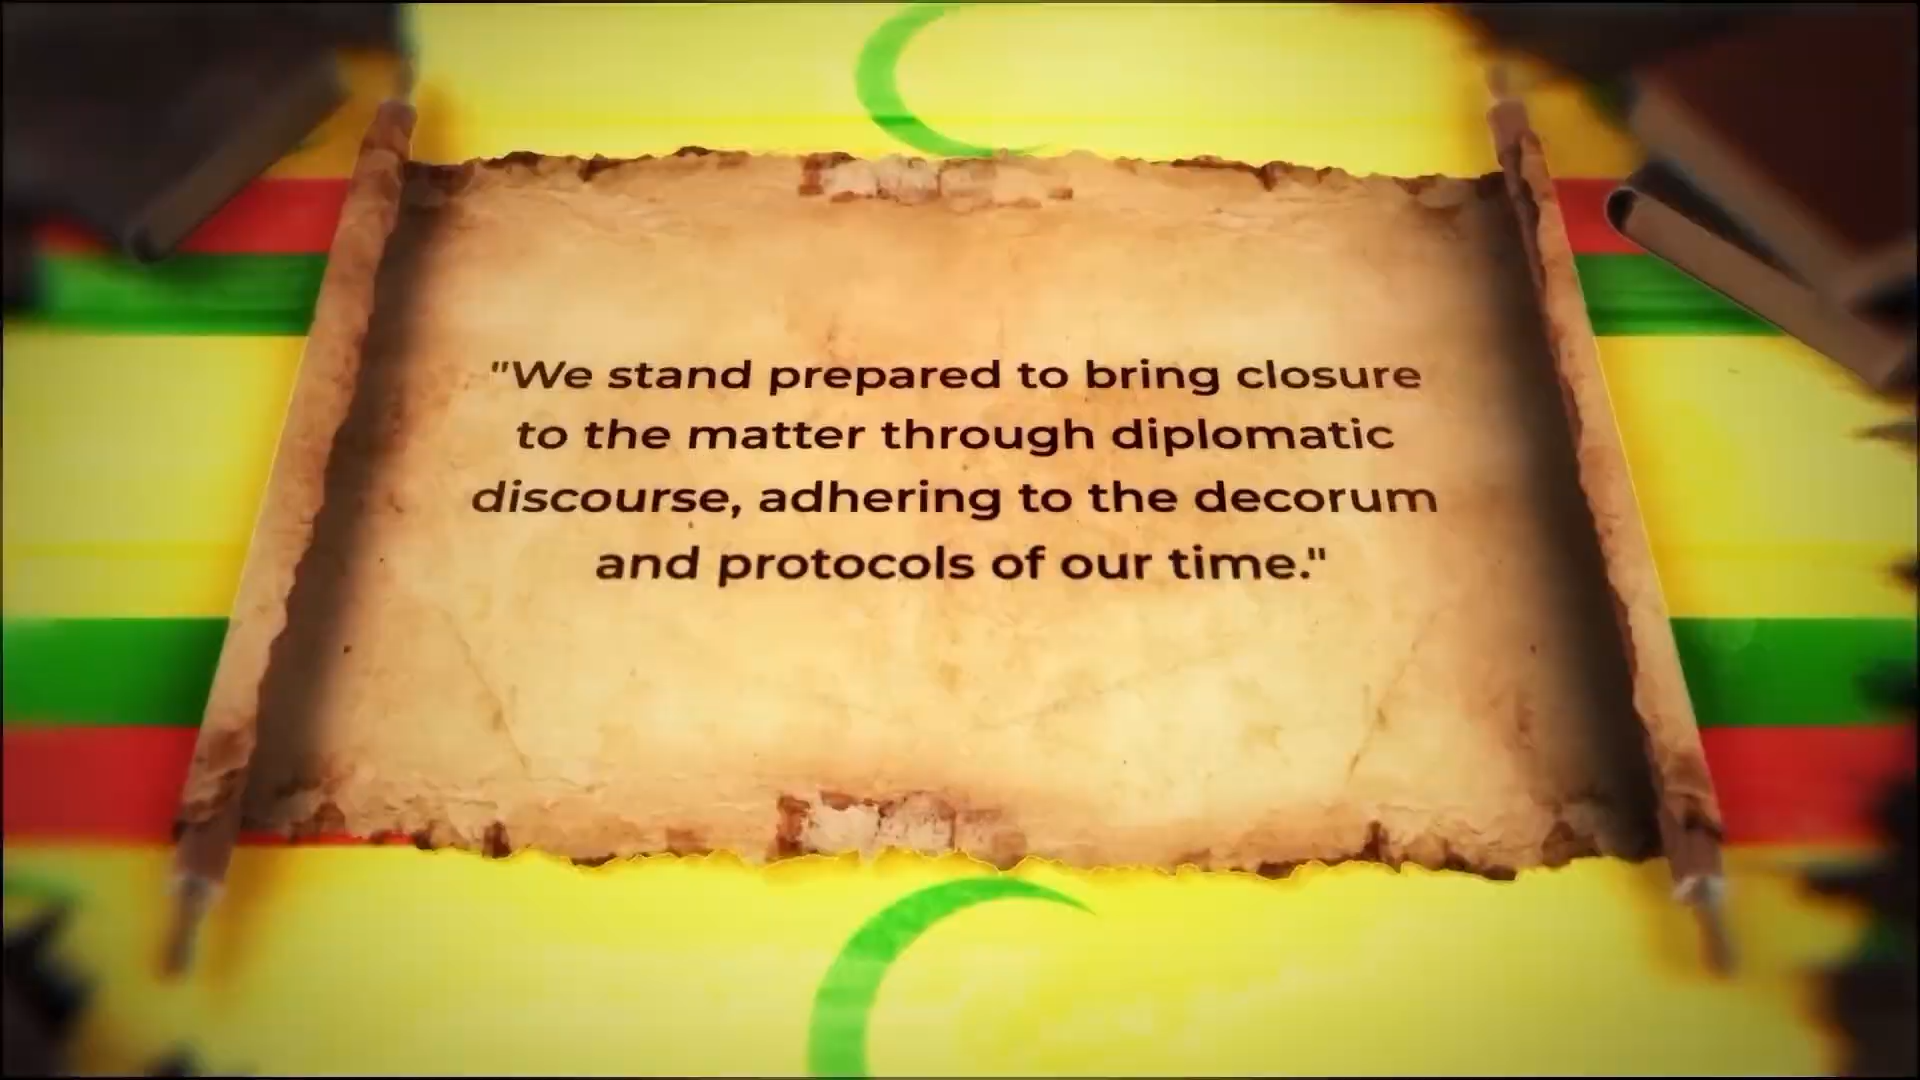 "We stand prepared to bring closure
to the matter through diplomatic
discourse, adhering to the decorum
and protocols of our time."